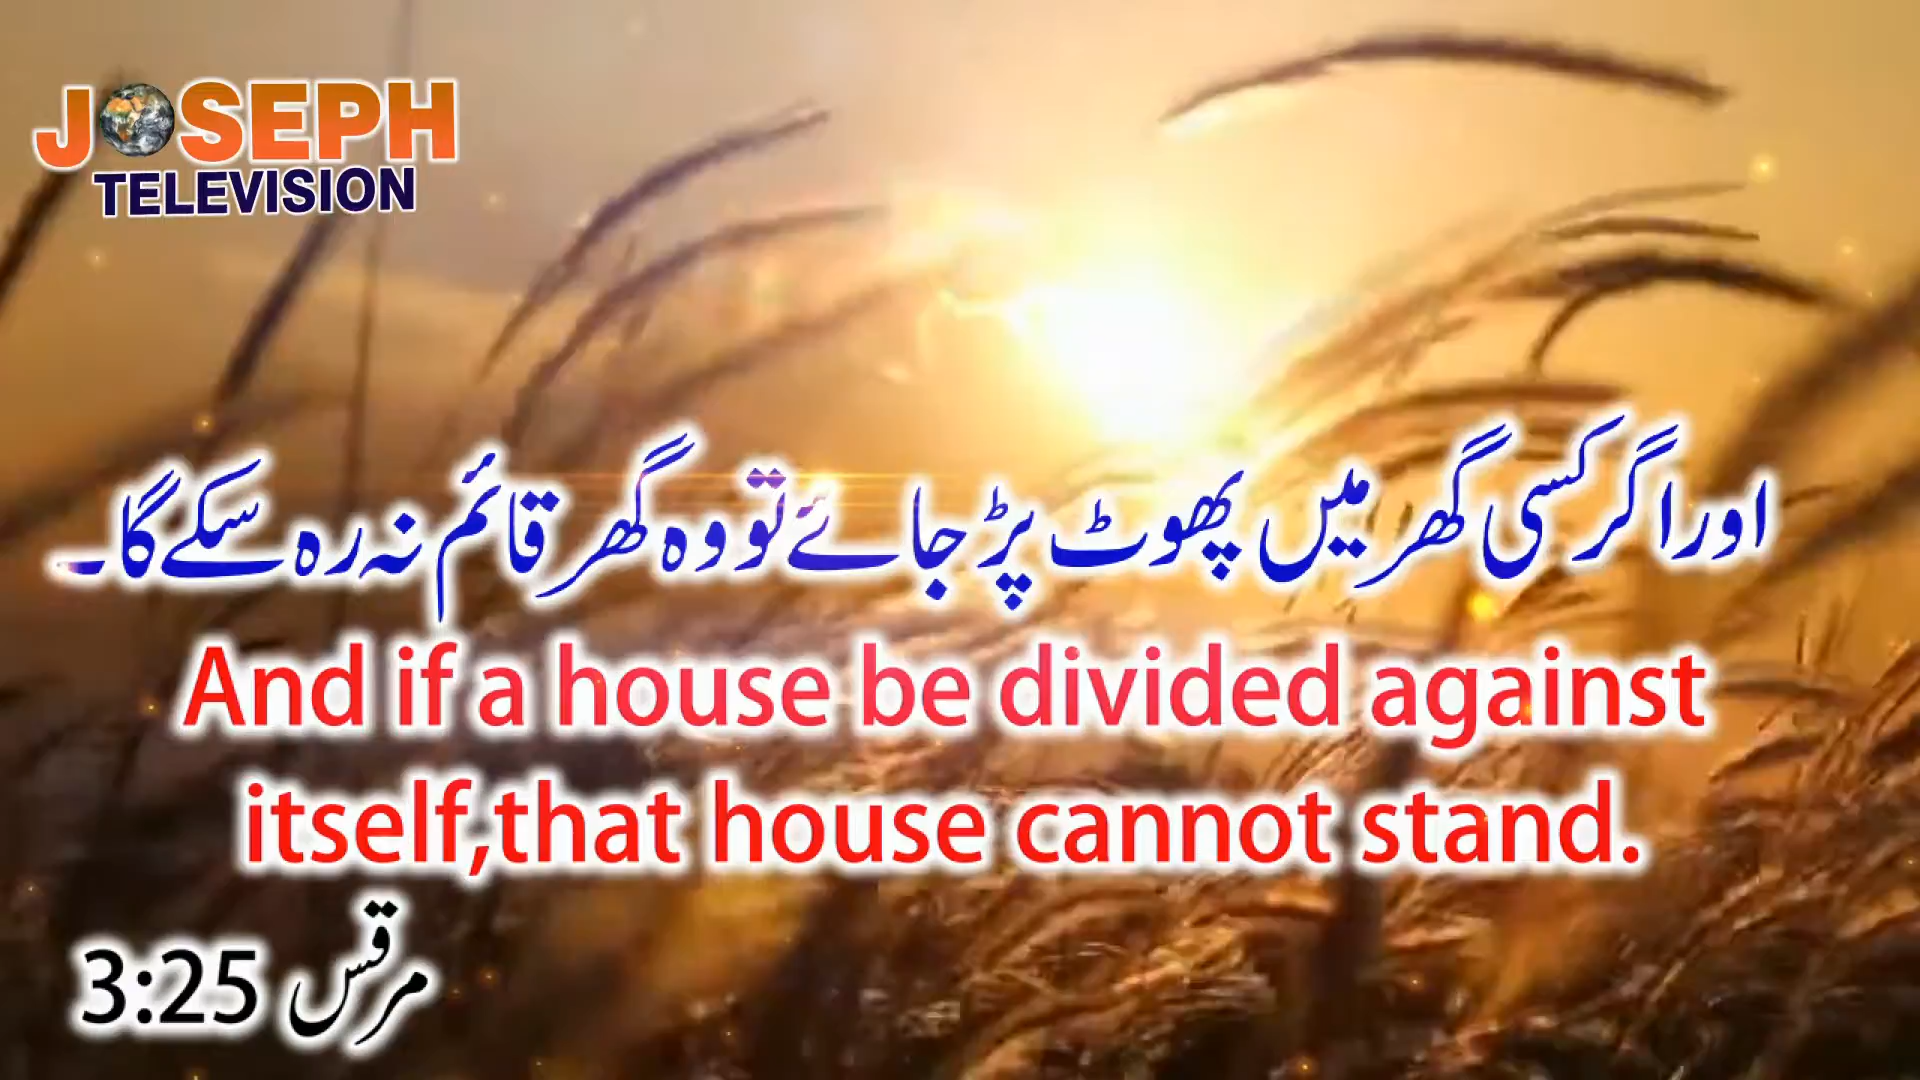 JOSEPH
TELEVISION
اور اگر کسی گھر میں پھوٹ پڑ جائے تو وہ گھر قائم نہ رہ سکے گا۔
And if a house be divided against
itself,that house cannot stand.
مرقس 3:25